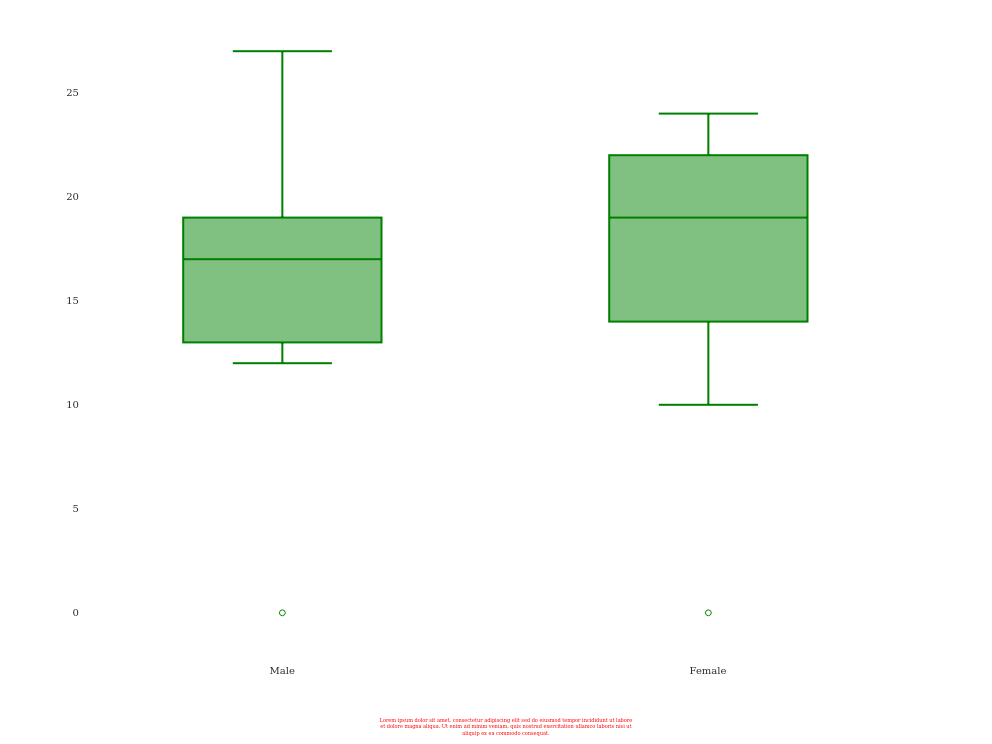 25
20
15
10
5
0
Male
Female
Lorem ipsum dolor sit amet, consectetur adipiscing elit sed do eiusmod tempor incididunt ut labore
et dolore magna aliqua. Ut enim ad minim veniam, quis nostrud exercitation ullamco laboris nisi ut
aliquip ex ea commodo consequat.